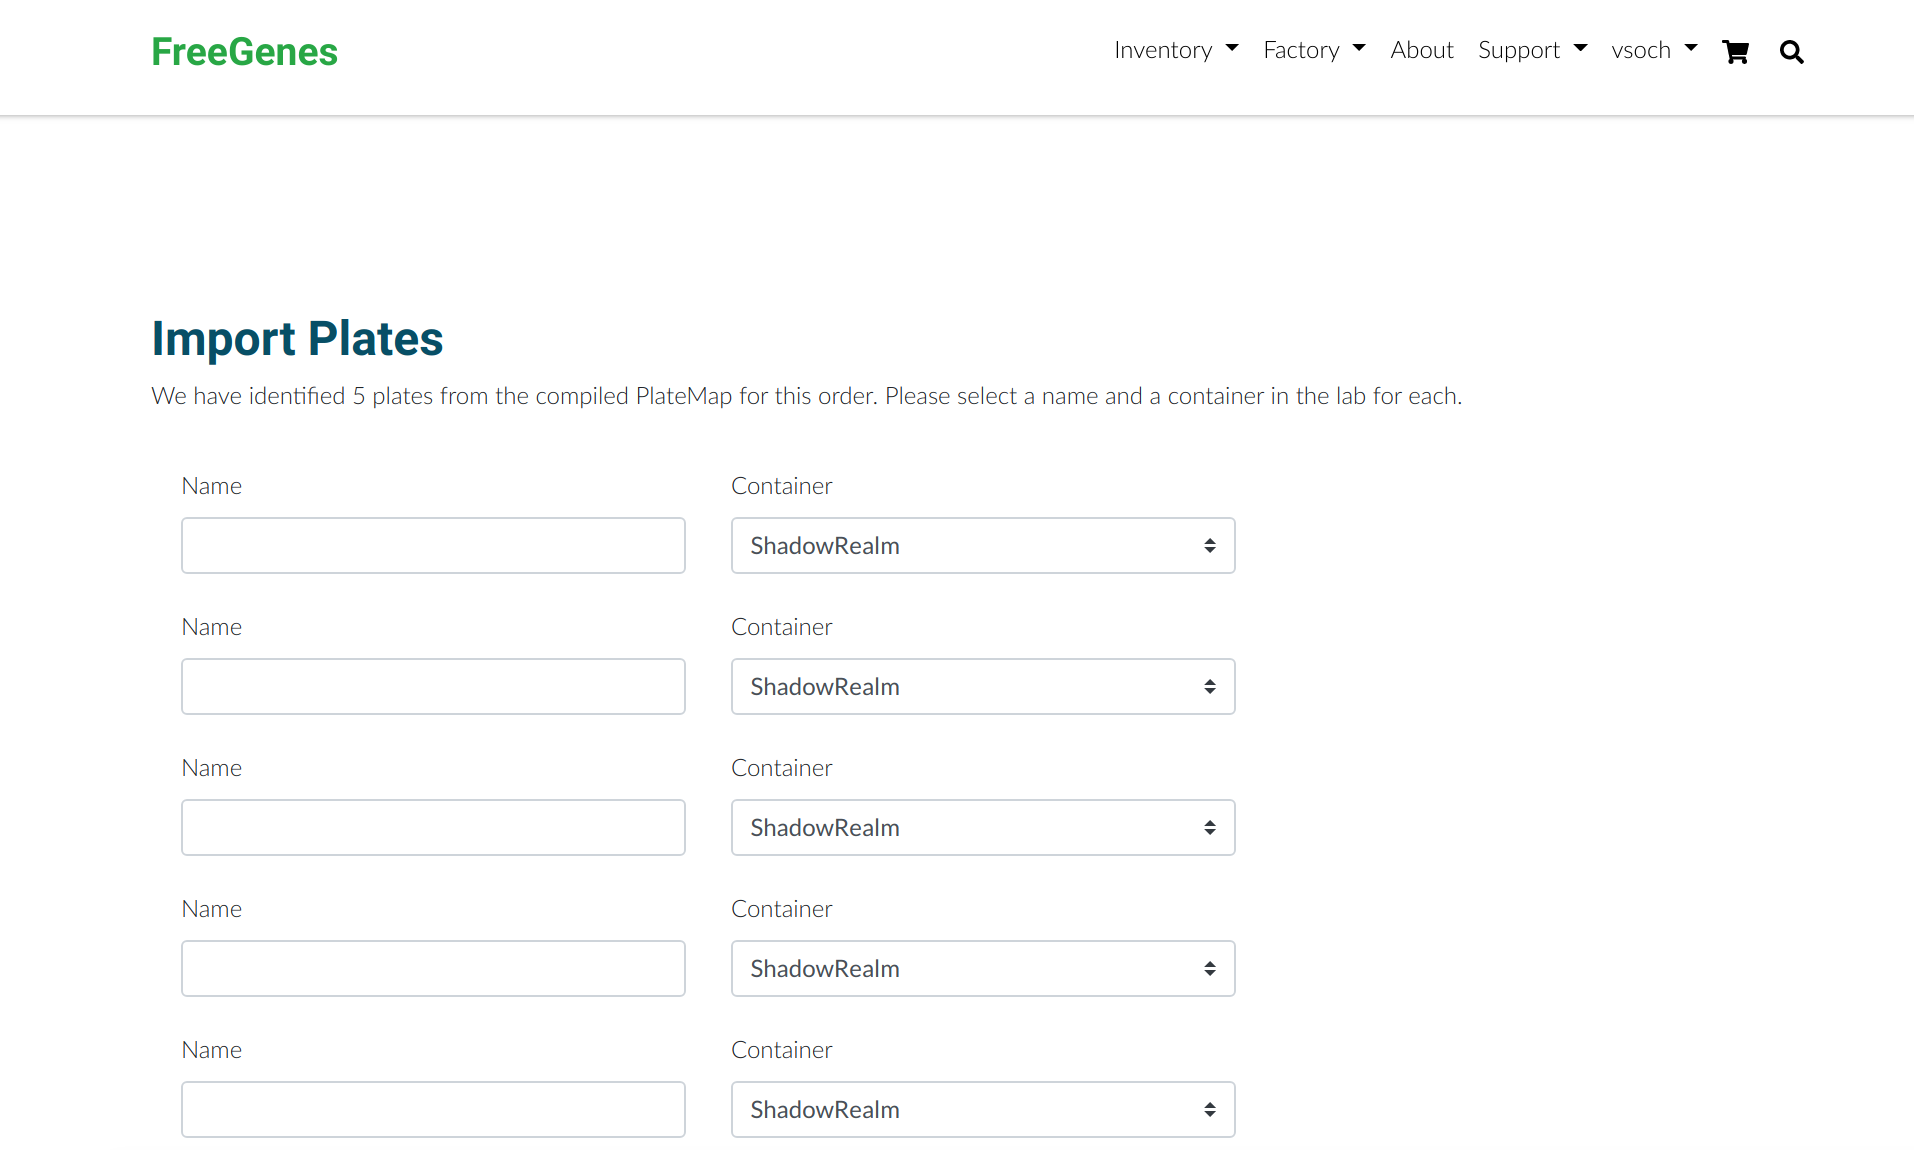 FreeGenes
Inventory Factory About Support vsoch
Import Plates
We have identified 5 plates from the compiled PlateMap for this order. Please select a name and a container in the lab for each.
Name Container
ShadowRealm
Name Container
ShadowRealm
Name Container
ShadowRealm
Name Container
ShadowRealm
Name Container
ShadowRealm